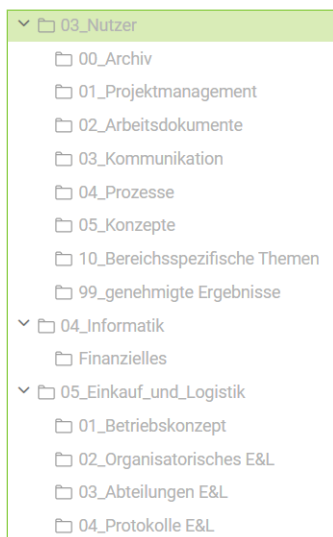 03_Nutzer
00_Archiv
01_Projektmanagement
02_Arbeitsdokumente
03_Kommunikation
04_Prozesse
05_Konzepte
10_Bereichsspezifische Themen
99_genehmigte Ergebnisse
04_Informatik
Finanzielles
05_Einkauf_und_Logistik
01_Betriebskonzept
02_Organisatorisches E&L
03_Abteilungen E&L
04_Protokolle E&L